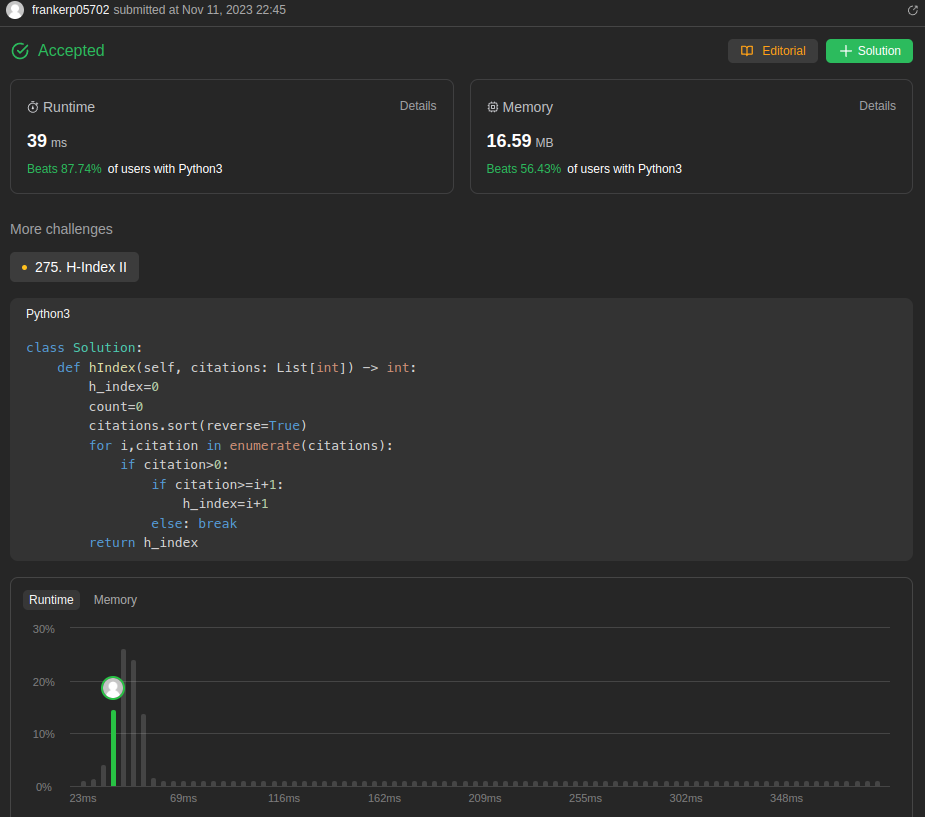 frankerp05702 submitted at Nov 11, 2023 22:45
Accepted
Editorial
Solution
Runtime
Details
39 ms
Beats 87.74% of users with Python3
Memory
Details
16.59 MB
Beats 56.43% of users with Python3
More challenges
275. H-Index II
Python3
class Solution:
    def hIndex(self, citations: List[int]) -> int:
        h_index=0
        count=0
        citations.sort(reverse=True)
        for i,citation in enumerate(citations):
            if citation>0:
                if citation>=i+1:
                    h_index=i+1
                else: break
        return h_index
Runtime Memory
30%
20%
10%
0%
23ms 69ms 116ms 162ms 209ms 255ms 302ms 348ms